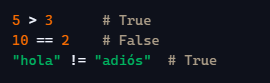 5 > 3      # True
10 == 2    # False
"hola" != "adiós"  # True